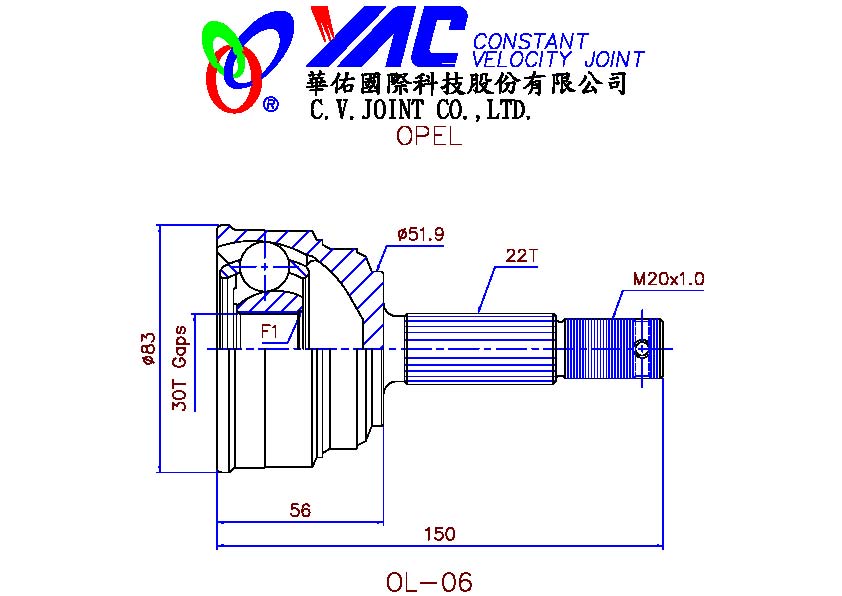 YAC CONSTANT
VELOCITY JOINT
®
華佑國際科技股份有限公司
C.V.JOINT CO.,LTD.
OPEL
ø51.9
22T
M20x1.0
F1
ø83
30T Gaps
56
150
OL-06